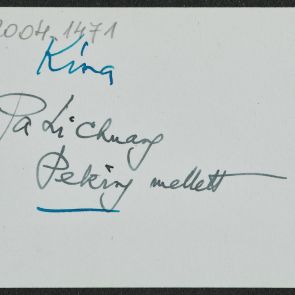 2004.1471
Kína
Pa Li Chuang
Peking mellett